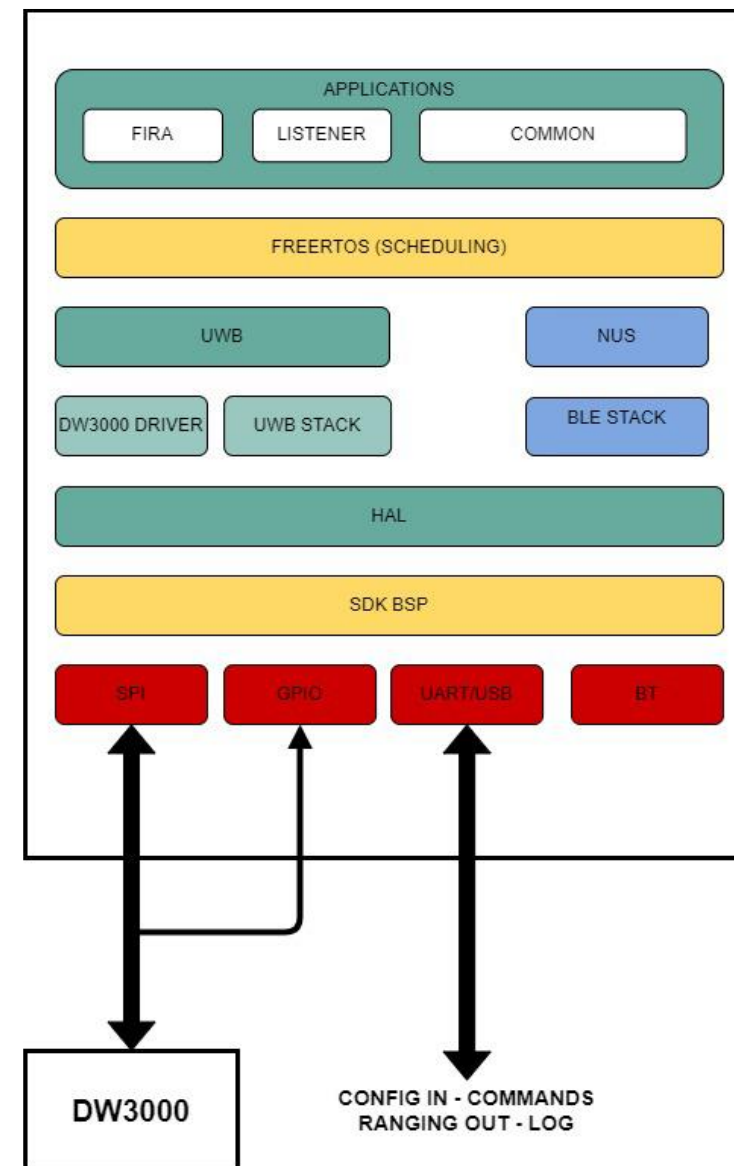 APPLICATIONS
FIRA
LISTENER
COMMON
FREERTOS (SCHEDULING)
UWB
NUS
DW3000 DRIVER
UWB STACK
BLE STACK
HAL
SDK BSP
SPI
GPIO
UART/USB
BT
DW3000
CONFIG IN - COMMANDS
RANGING OUT - LOG